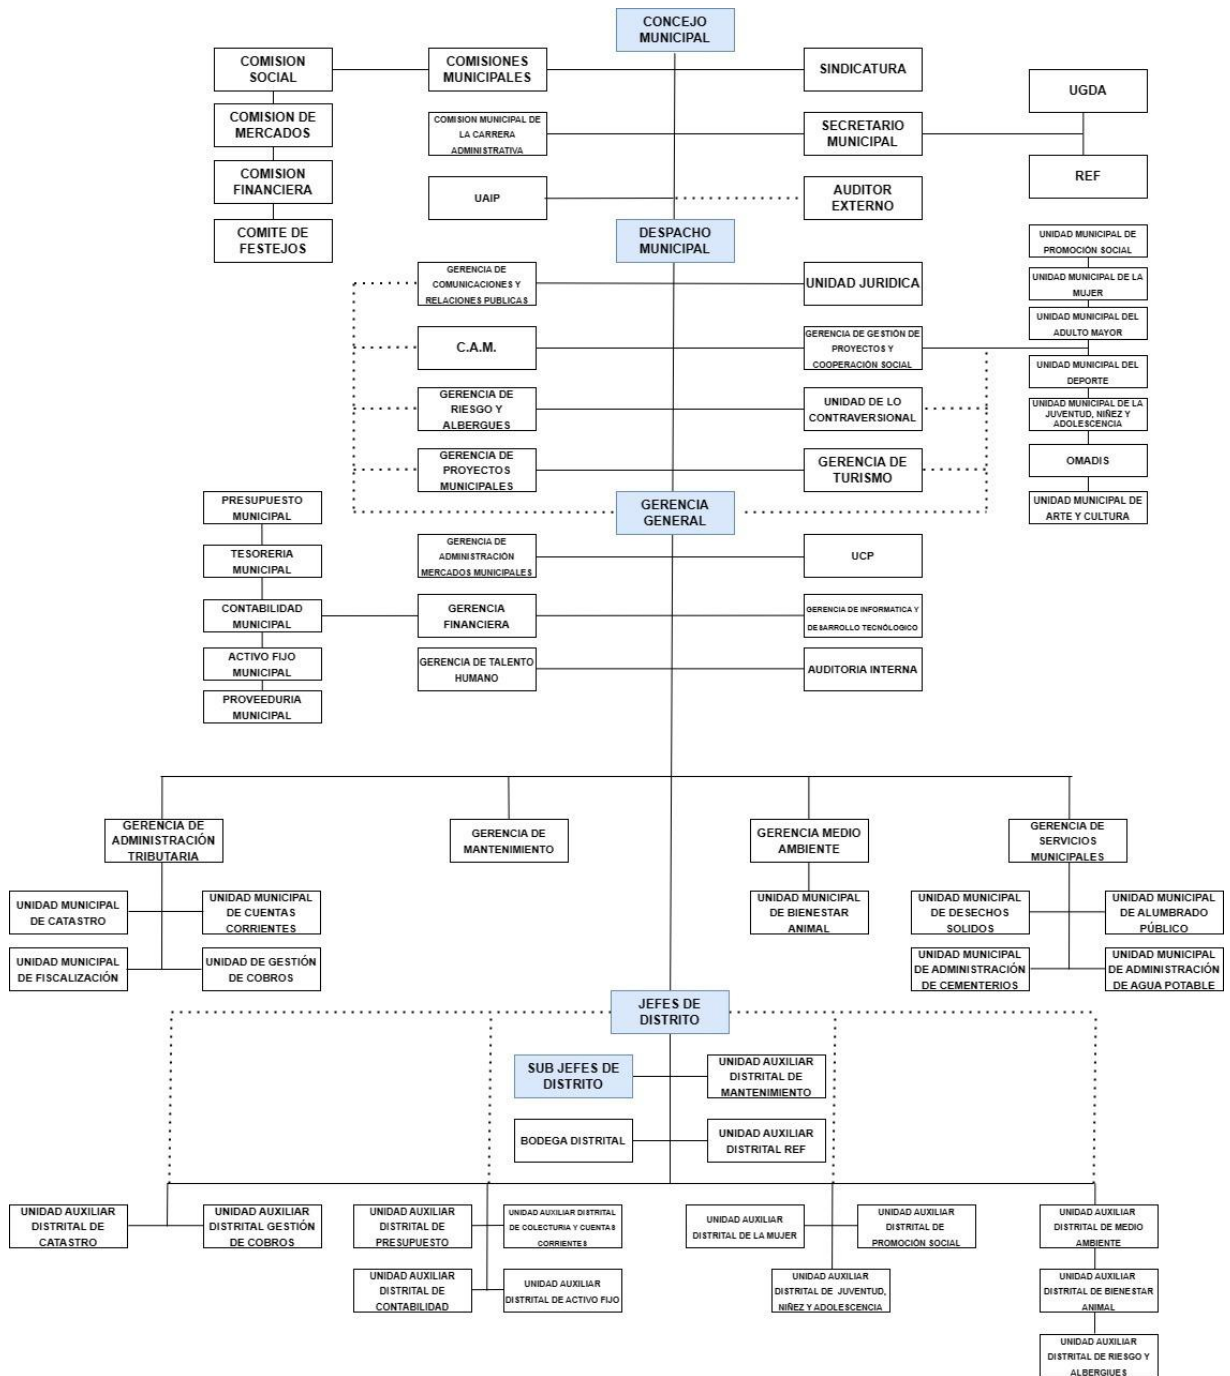 CONCEJO
MUNICIPAL
COMISION
SOCIAL
COMISIONES
MUNICIPALES
SINDICATURA
UGDA
COMISION DE
MERCADOS
COMISION MUNICIPAL DE
LA CARRERA
ADMINISTRATIVA
SECRETARIO
MUNICIPAL
REF
COMISION
FINANCIERA
UAIP
AUDITOR
EXTERNO
COMITE DE
FESTEJOS
DESPACHO
MUNICIPAL
UNIDAD MUNICIPAL DE
PROMOCIÓN SOCIAL
GERENCIA DE
COMUNICACIONES Y
RELACIONES PUBLICAS
UNIDAD JURIDICA
UNIDAD MUNICIPAL DE LA
MUJER
UNIDAD MUNICIPAL DEL
ADULTO MAYOR
C.A.M.
GERENCIA DE GESTIÓN DE
PROYECTOS Y
COOPERACIÓN SOCIAL
UNIDAD MUNICIPAL DEL
DEPORTE
GERENCIA DE
RIESGO Y
ALBERGUES
UNIDAD DE LO
CONTRAVERSIONAL
UNIDAD MUNICIPAL DE LA
JUVENTUD, NIÑEZ Y
ADOLESCENCIA
GERENCIA DE
PROYECTOS
MUNICIPALES
GERENCIA DE
TURISMO
OMADIS
PRESUPUESTO
MUNICIPAL
GERENCIA
GENERAL
UNIDAD MUNICIPAL DE
ARTE Y CULTURA
TESORERIA
MUNICIPAL
GERENCIA DE
ADMINISTRACIÓN
MERCADOS MUNICIPALES
UCP
CONTABILIDAD
MUNICIPAL
GERENCIA
FINANCIERA
GERENCIA DE INFORMATICA Y
DESARROLLO TECNÓLOGICO
ACTIVO FIJO
MUNICIPAL
GERENCIA DE TALENTO
HUMANO
AUDITORIA INTERNA
PROVEEDURIA
MUNICIPAL
GERENCIA DE
ADMINISTRACIÓN
TRIBUTARIA
GERENCIA DE
MANTENIMIENTO
GERENCIA MEDIO
AMBIENTE
GERENCIA DE
SERVICIOS
MUNICIPALES
UNIDAD MUNICIPAL
DE CATASTRO
UNIDAD MUNICIPAL
DE CUENTAS
CORRIENTES
UNIDAD MUNICIPAL
DE BIENESTAR
ANIMAL
UNIDAD MUNICIPAL
DE DESECHOS
SOLIDOS
UNIDAD MUNICIPAL
DE ALUMBRADO
PÚBLICO
UNIDAD MUNICIPAL
DE FISCALIZACIÓN
UNIDAD DE GESTIÓN
DE COBROS
UNIDAD MUNICIPAL
DE ADMINISTRACIÓN
DE CEMENTERIOS
UNIDAD MUNICIPAL
DE ADMINISTRACIÓN
DE AGUA POTABLE
JEFES DE
DISTRITO
SUB JEFES DE
DISTRITO
UNIDAD AUXILIAR
DISTRITAL DE
MANTENIMIENTO
BODEGA DISTRITAL
UNIDAD AUXILIAR
DISTRITAL REF
UNIDAD AUXILIAR
DISTRITAL DE
CATASTRO
UNIDAD AUXILIAR
DISTRITAL GESTIÓN
DE COBROS
UNIDAD AUXILIAR
DISTRITAL DE
PRESUPUESTO
UNIDAD AUXILIAR DISTRITAL
DE COLECTURIA Y CUENTAS
CORRIENTES
UNIDAD AUXILIAR
DISTRITAL DE LA MUJER
UNIDAD AUXILIAR
DISTRITAL DE
PROMOCIÓN SOCIAL
UNIDAD AUXILIAR
DISTRITAL DE MEDIO
AMBIENTE
UNIDAD AUXILIAR
DISTRITAL DE
CONTABILIDAD
UNIDAD AUXILIAR
DISTRITAL DE ACTIVO FIJO
UNIDAD AUXILIAR
DISTRITAL DE JUVENTUD,
NIÑEZ Y ADOLESCENCIA
UNIDAD AUXILIAR
DISTRITAL DE BIENESTAR
ANIMAL
UNIDAD AUXILIAR
DISTRITAL DE RIESGO Y
ALBERGIUES